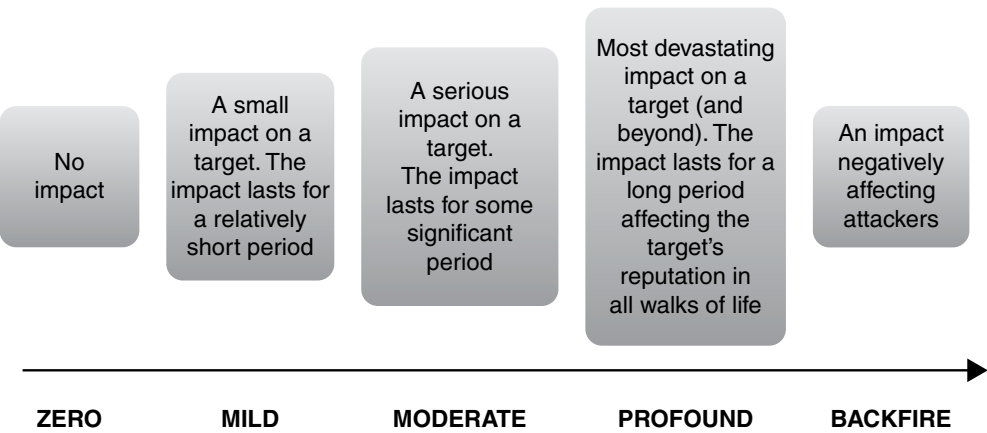 No
impact
A small
impact on a
target. The
impact lasts for
a relatively
short period
A serious
impact on a
target.
The impact
lasts for some
significant
period
Most devastating
impact on a
target (and
beyond). The
impact lasts for a
long period
affecting the
target’s
reputation in
all walks of life
An impact
negatively
affecting
attackers
ZERO
MILD
MODERATE
PROFOUND
BACKFIRE